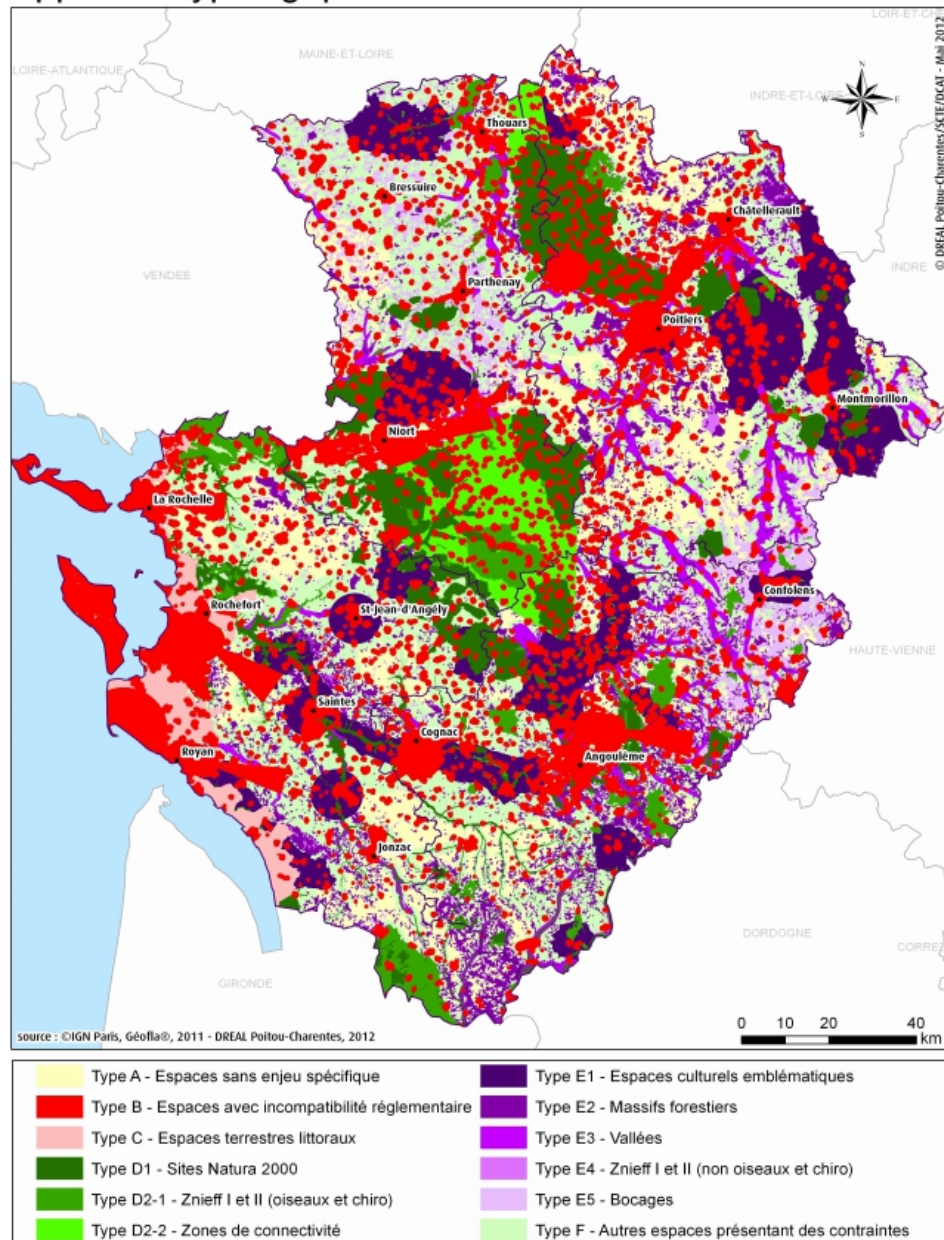 LOIR-ET-CHE
MAINE-ET-LOIRE
LOIRE-ATLANTIQUE
INDRE-ET-LOIRE
N
W
E
S
© DREAL Poitou-Charentes/SCTE/DCAT - Mai 2012
Thouars
Bressuire
Châtellerault
INDRE
VENDEE
Parthenay
Poitiers
Montmorillon
Niort
La Rochelle
Confolens
Rochefort
St-Jean-d'Angély
HAUTE-VIENNE
Saintes
Cognac
Royan
Angoulême
Jonzac
DORDOGNE
CORREZ
GIRONDE
source : ©IGN Paris, Géofla®, 2011 - DREAL Poitou-Charentes, 2012
0 10 20 40
km
Type A - Espaces sans enjeu spécifique
Type B - Espaces avec incompatibilité réglementaire
Type C - Espaces terrestres littoraux
Type D1 - Sites Natura 2000
Type D2-1 - Znieff I et II (oiseaux et chiro)
Type D2-2 - Zones de connectivité
Type E1 - Espaces culturels emblématiques
Type E2 - Massifs forestiers
Type E3 - Vallées
Type E4 - Znieff I et II (non oiseaux et chiro)
Type E5 - Bocages
Type F - Autres espaces présentant des contraintes